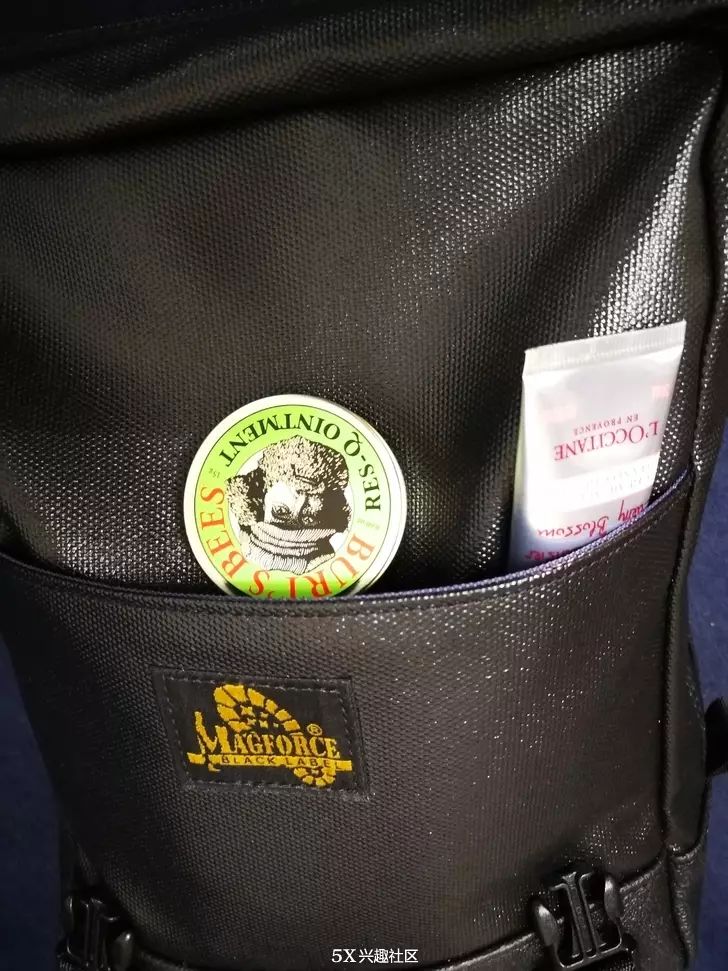 L'OCCITANE
EN PROVENCE
Blossom
RES-Q OINTMENT
BURT'S BEES
MAGFORCE®
BLACK LABEL
5X兴趣社区